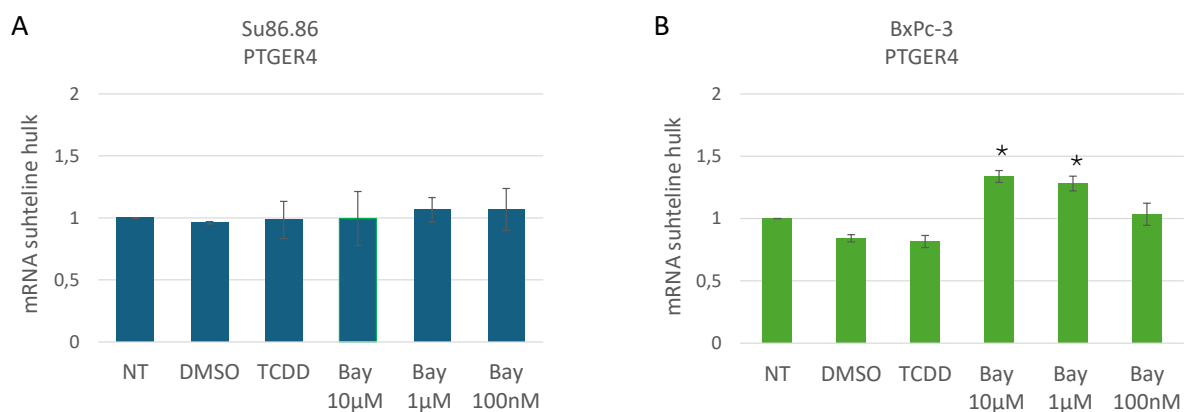 A
Su86.86
PTGER4
mRNA suhteline hulk
2
1,5
1
0,5
0
NT DMSO TCDD Bay 10µM Bay 1µM Bay 100nM
B
BxPc-3
PTGER4
mRNA suhteline hulk
2
1,5
1
0,5
0
* *
NT DMSO TCDD Bay 10µM Bay 1µM Bay 100nM